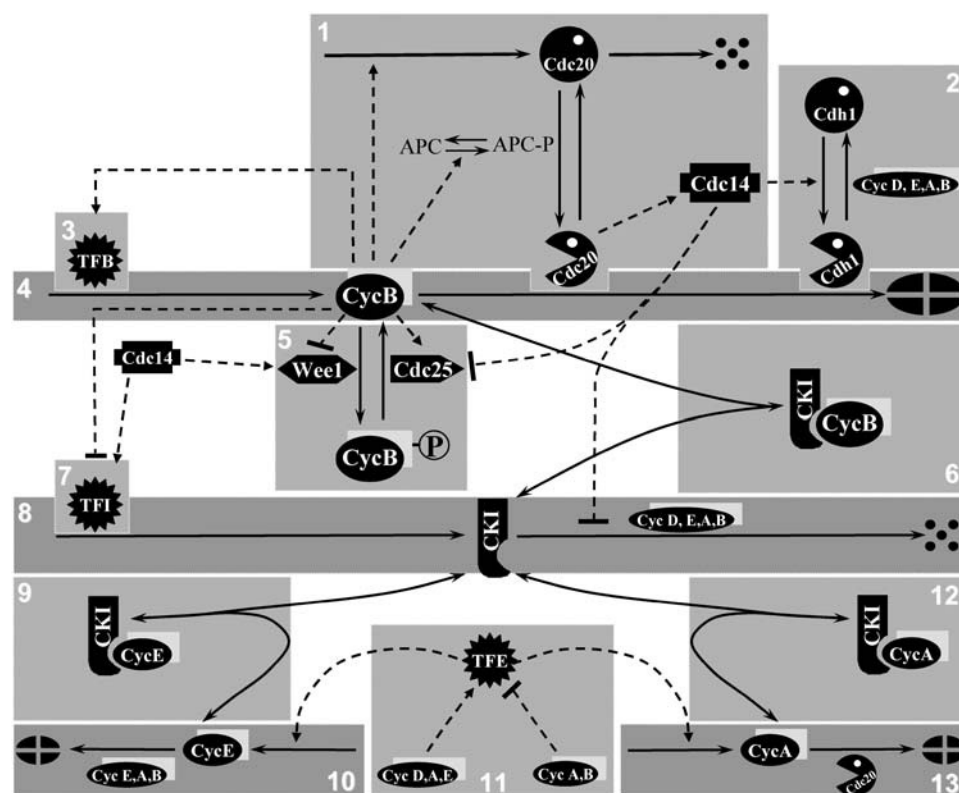 1
Cdc20
2
Cdh1
APC
APC-P
Cdc14
Cyc D, E,A,B
3
TFB
Cdc20
Cdh1
4
CycB
5
Cdc14
Wee1
Cdc25
CKI
CycB
CycB
P
6
7
TFI
8
CKI
Cyc D, E,A,B
9
CKI
CycE
12
CKI
CycA
TFE
CycE
CycA
Cyc E,A,B
10
Cyc D,A,E
11
Cyc A,B
Cdc20
13